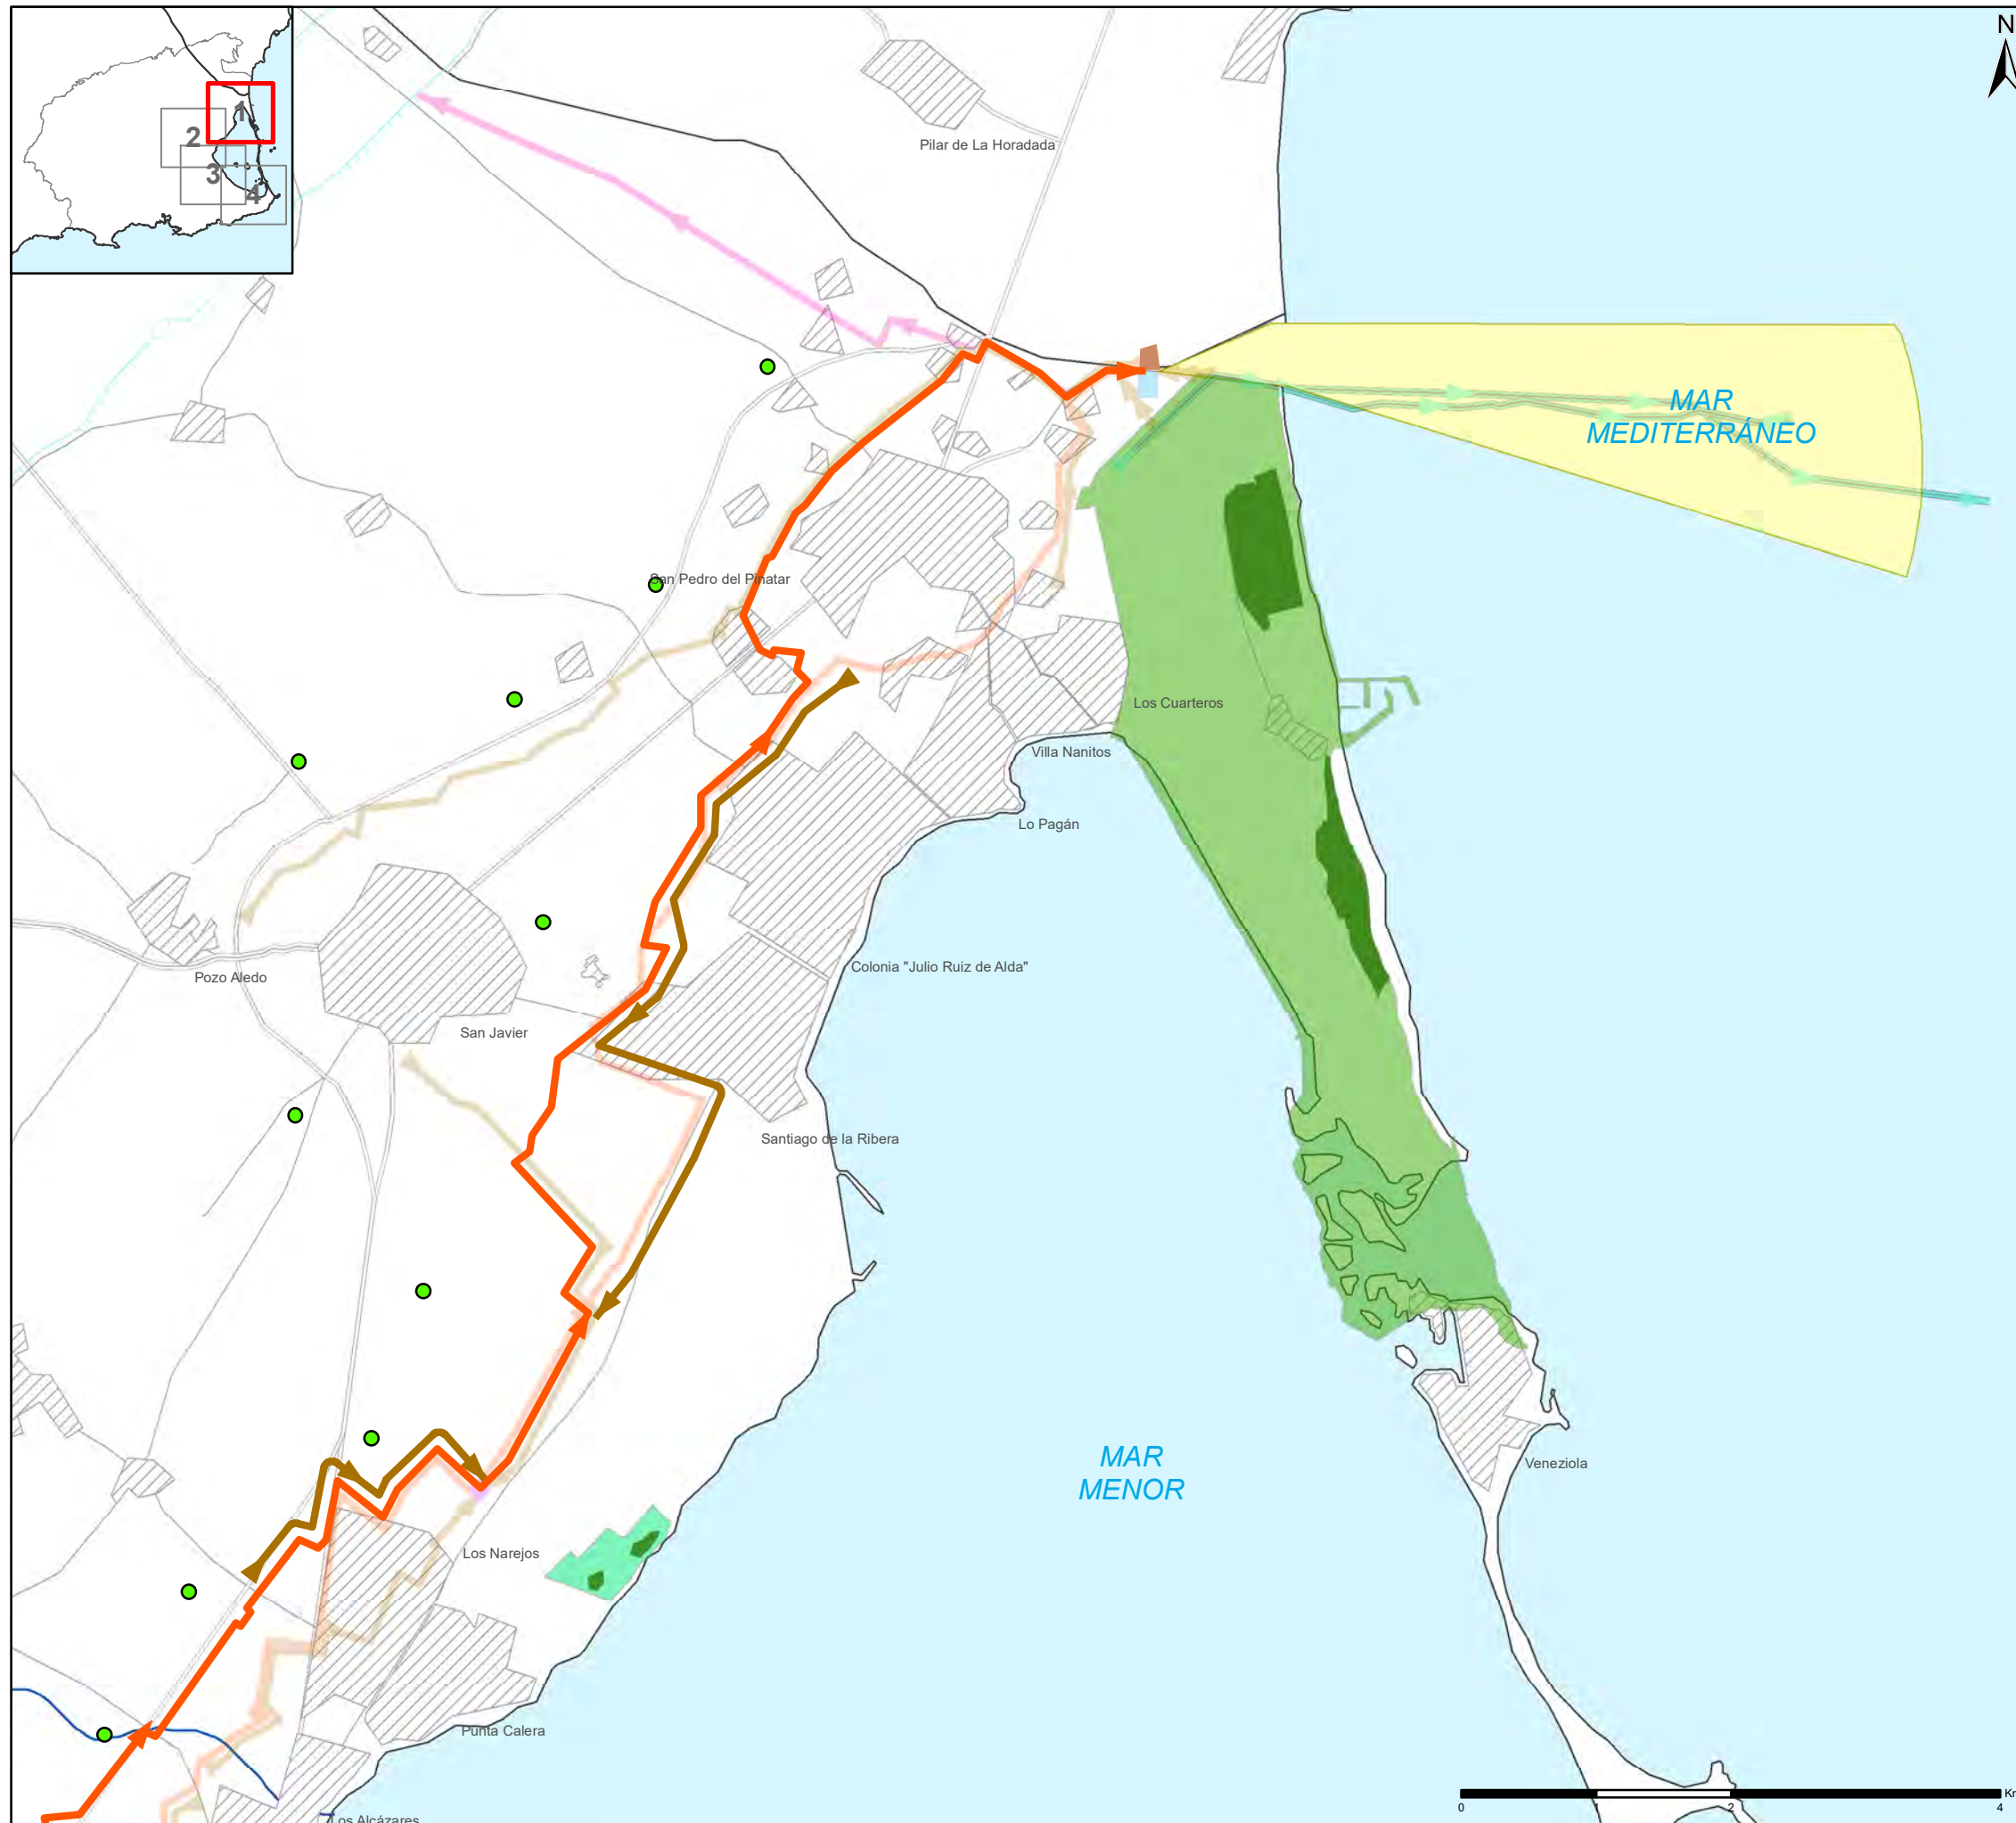 N
1
2
3
4
Pilar de La Horadada
MAR
MEDITERRÁNEO
San Pedro del Pinatar
Los Cuarteros
Villa Nanitos
Lo Pagán
Colonia "Julio Ruiz de Alda"
Pozo Aledo
San Javier
Santiago de la Ribera
MAR
MENOR
Veneziola
Los Narejos
Punta Calera
Los Alcázares
0 1 2 4